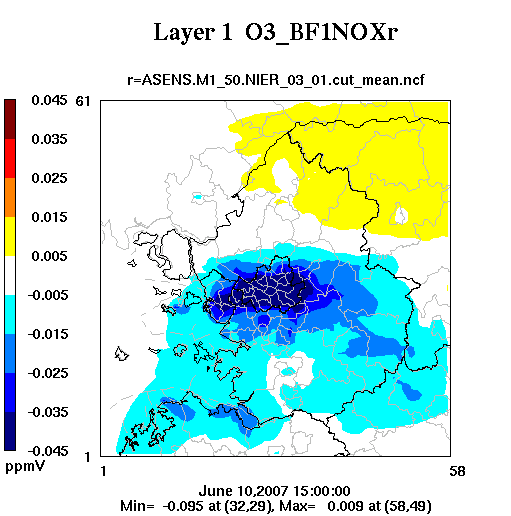 Layer 1  O3_BF1NOXr
r=ASENS.M1_50.NIER_03_01.cut_mean.ncf
0.045
0.035
0.025
0.015
0.005
-0.005
-0.015
-0.025
-0.035
-0.045
ppmV
61
1
1
58
June 10,2007 15:00:00
Min=  -0.095 at (32,29), Max=   0.009 at (58,49)